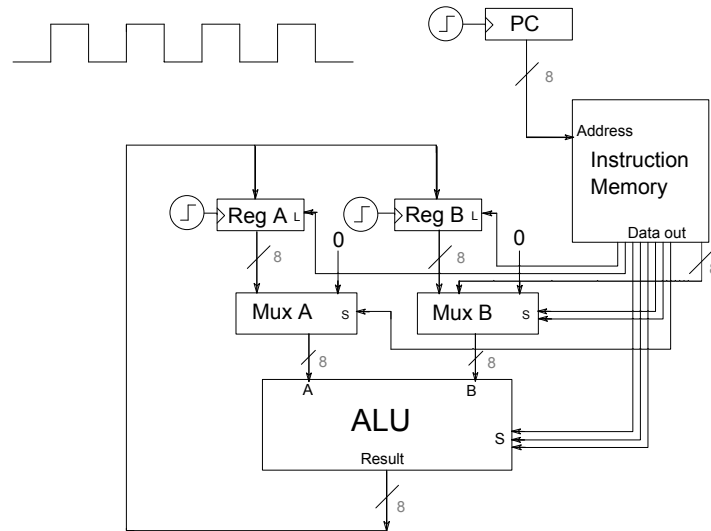 PC
8
Address
Instruction
Memory
Data out
8
Reg A L
Reg B L
8
0
8
0
Mux A S
Mux B S
8
8
A
B
ALU
S
Result
8